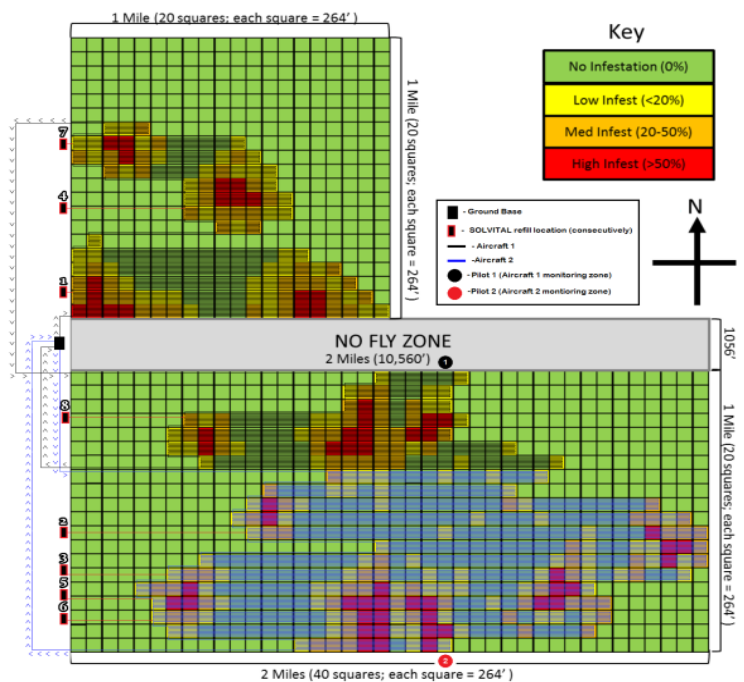 1 Mile (20 squares; each square = 264′ )
Key
No Infestation (0%)
Low Infest (<20%)
Med Infest (20-50%)
High Infest (>50%)
1 Mile (20 squares; each square = 264′ )
7
4
1
- Ground Base
- SOLVITAL refill location (consecutively)
- Aircraft 1
-Aircraft 2
-Pilot 1 (Aircraft 1 monitoring zone)
-Pilot 2 (Aircraft 2 montioring zone)
N
NO FLY ZONE
2 Miles (10,560′)
1
1056′
8
2
3
5
6
1 Mile (20 squares; each square = 264′ )
2
2 Miles (40 squares; each square = 264′ )